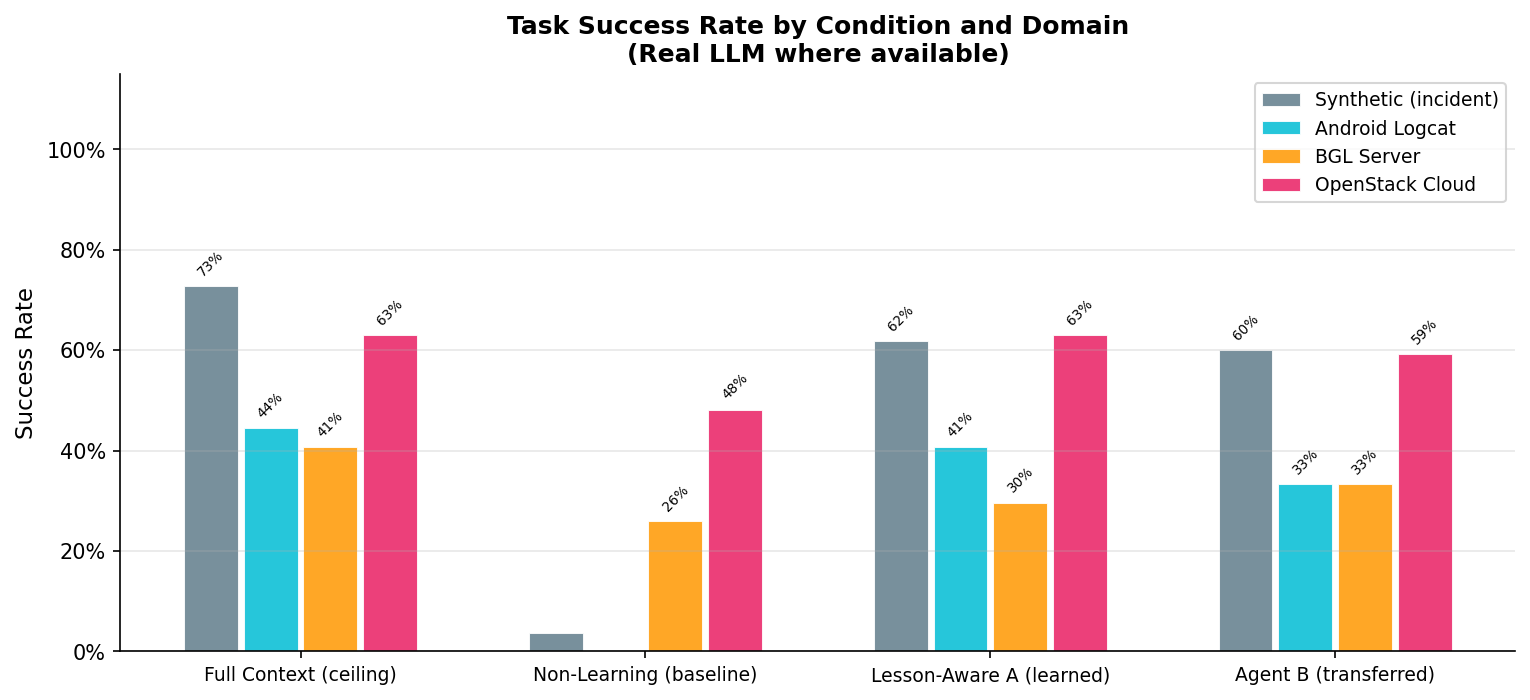 Task Success Rate by Condition and Domain
(Real LLM where available)
Synthetic (incident)
Android Logcat
BGL Server
OpenStack Cloud
Success Rate
100%
80%
60%
40%
20%
0%
73%
44%
41%
63%
26%
48%
62%
41%
30%
63%
60%
33%
33%
59%
Full Context (ceiling)
Non-Learning (baseline)
Lesson-Aware A (learned)
Agent B (transferred)